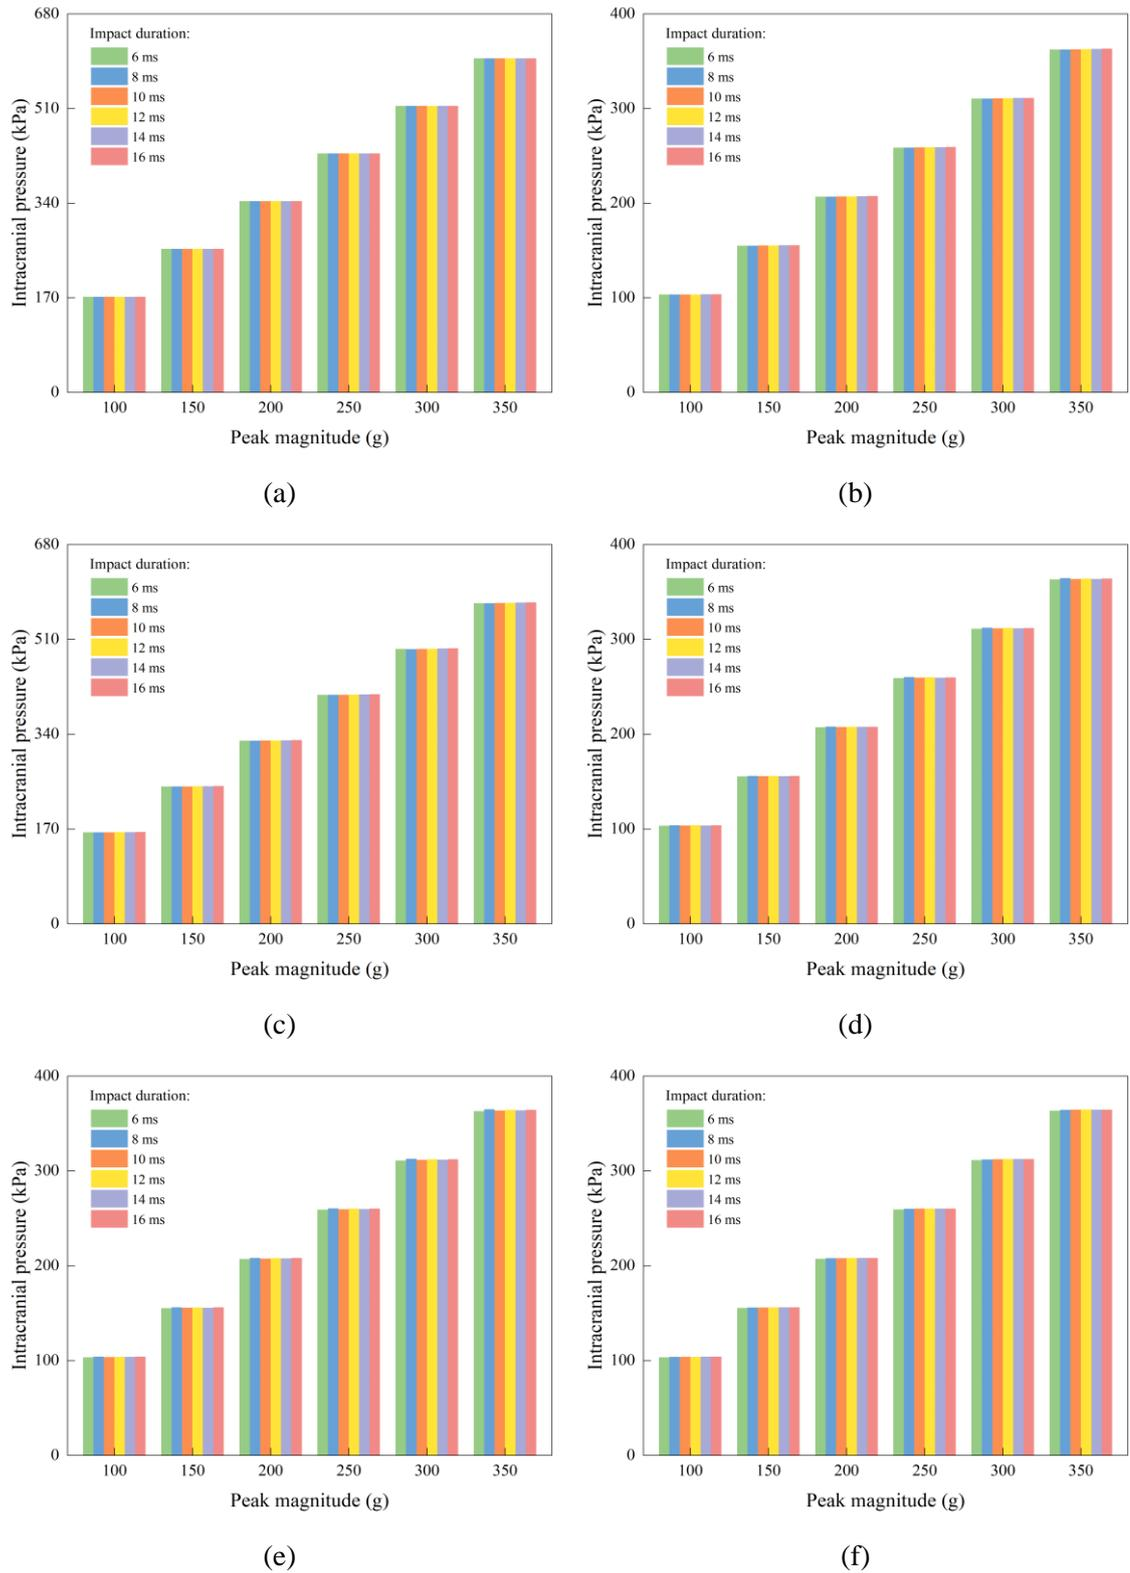 680
510
340
170
0
Intracranial pressure (kPa)
Impact duration:
6 ms
8 ms
10 ms
12 ms
14 ms
16 ms
100 150 200 250 300 350
Peak magnitude (g)
(a)
400
300
200
100
0
Intracranial pressure (kPa)
Impact duration:
6 ms
8 ms
10 ms
12 ms
14 ms
16 ms
100 150 200 250 300 350
Peak magnitude (g)
(b)
680
510
340
170
0
Intracranial pressure (kPa)
Impact duration:
6 ms
8 ms
10 ms
12 ms
14 ms
16 ms
100 150 200 250 300 350
Peak magnitude (g)
(c)
400
300
200
100
0
Intracranial pressure (kPa)
Impact duration:
6 ms
8 ms
10 ms
12 ms
14 ms
16 ms
100 150 200 250 300 350
Peak magnitude (g)
(d)
400
300
200
100
0
Intracranial pressure (kPa)
Impact duration:
6 ms
8 ms
10 ms
12 ms
14 ms
16 ms
100 150 200 250 300 350
Peak magnitude (g)
(e)
400
300
200
100
0
Intracranial pressure (kPa)
Impact duration:
6 ms
8 ms
10 ms
12 ms
14 ms
16 ms
100 150 200 250 300 350
Peak magnitude (g)
(f)